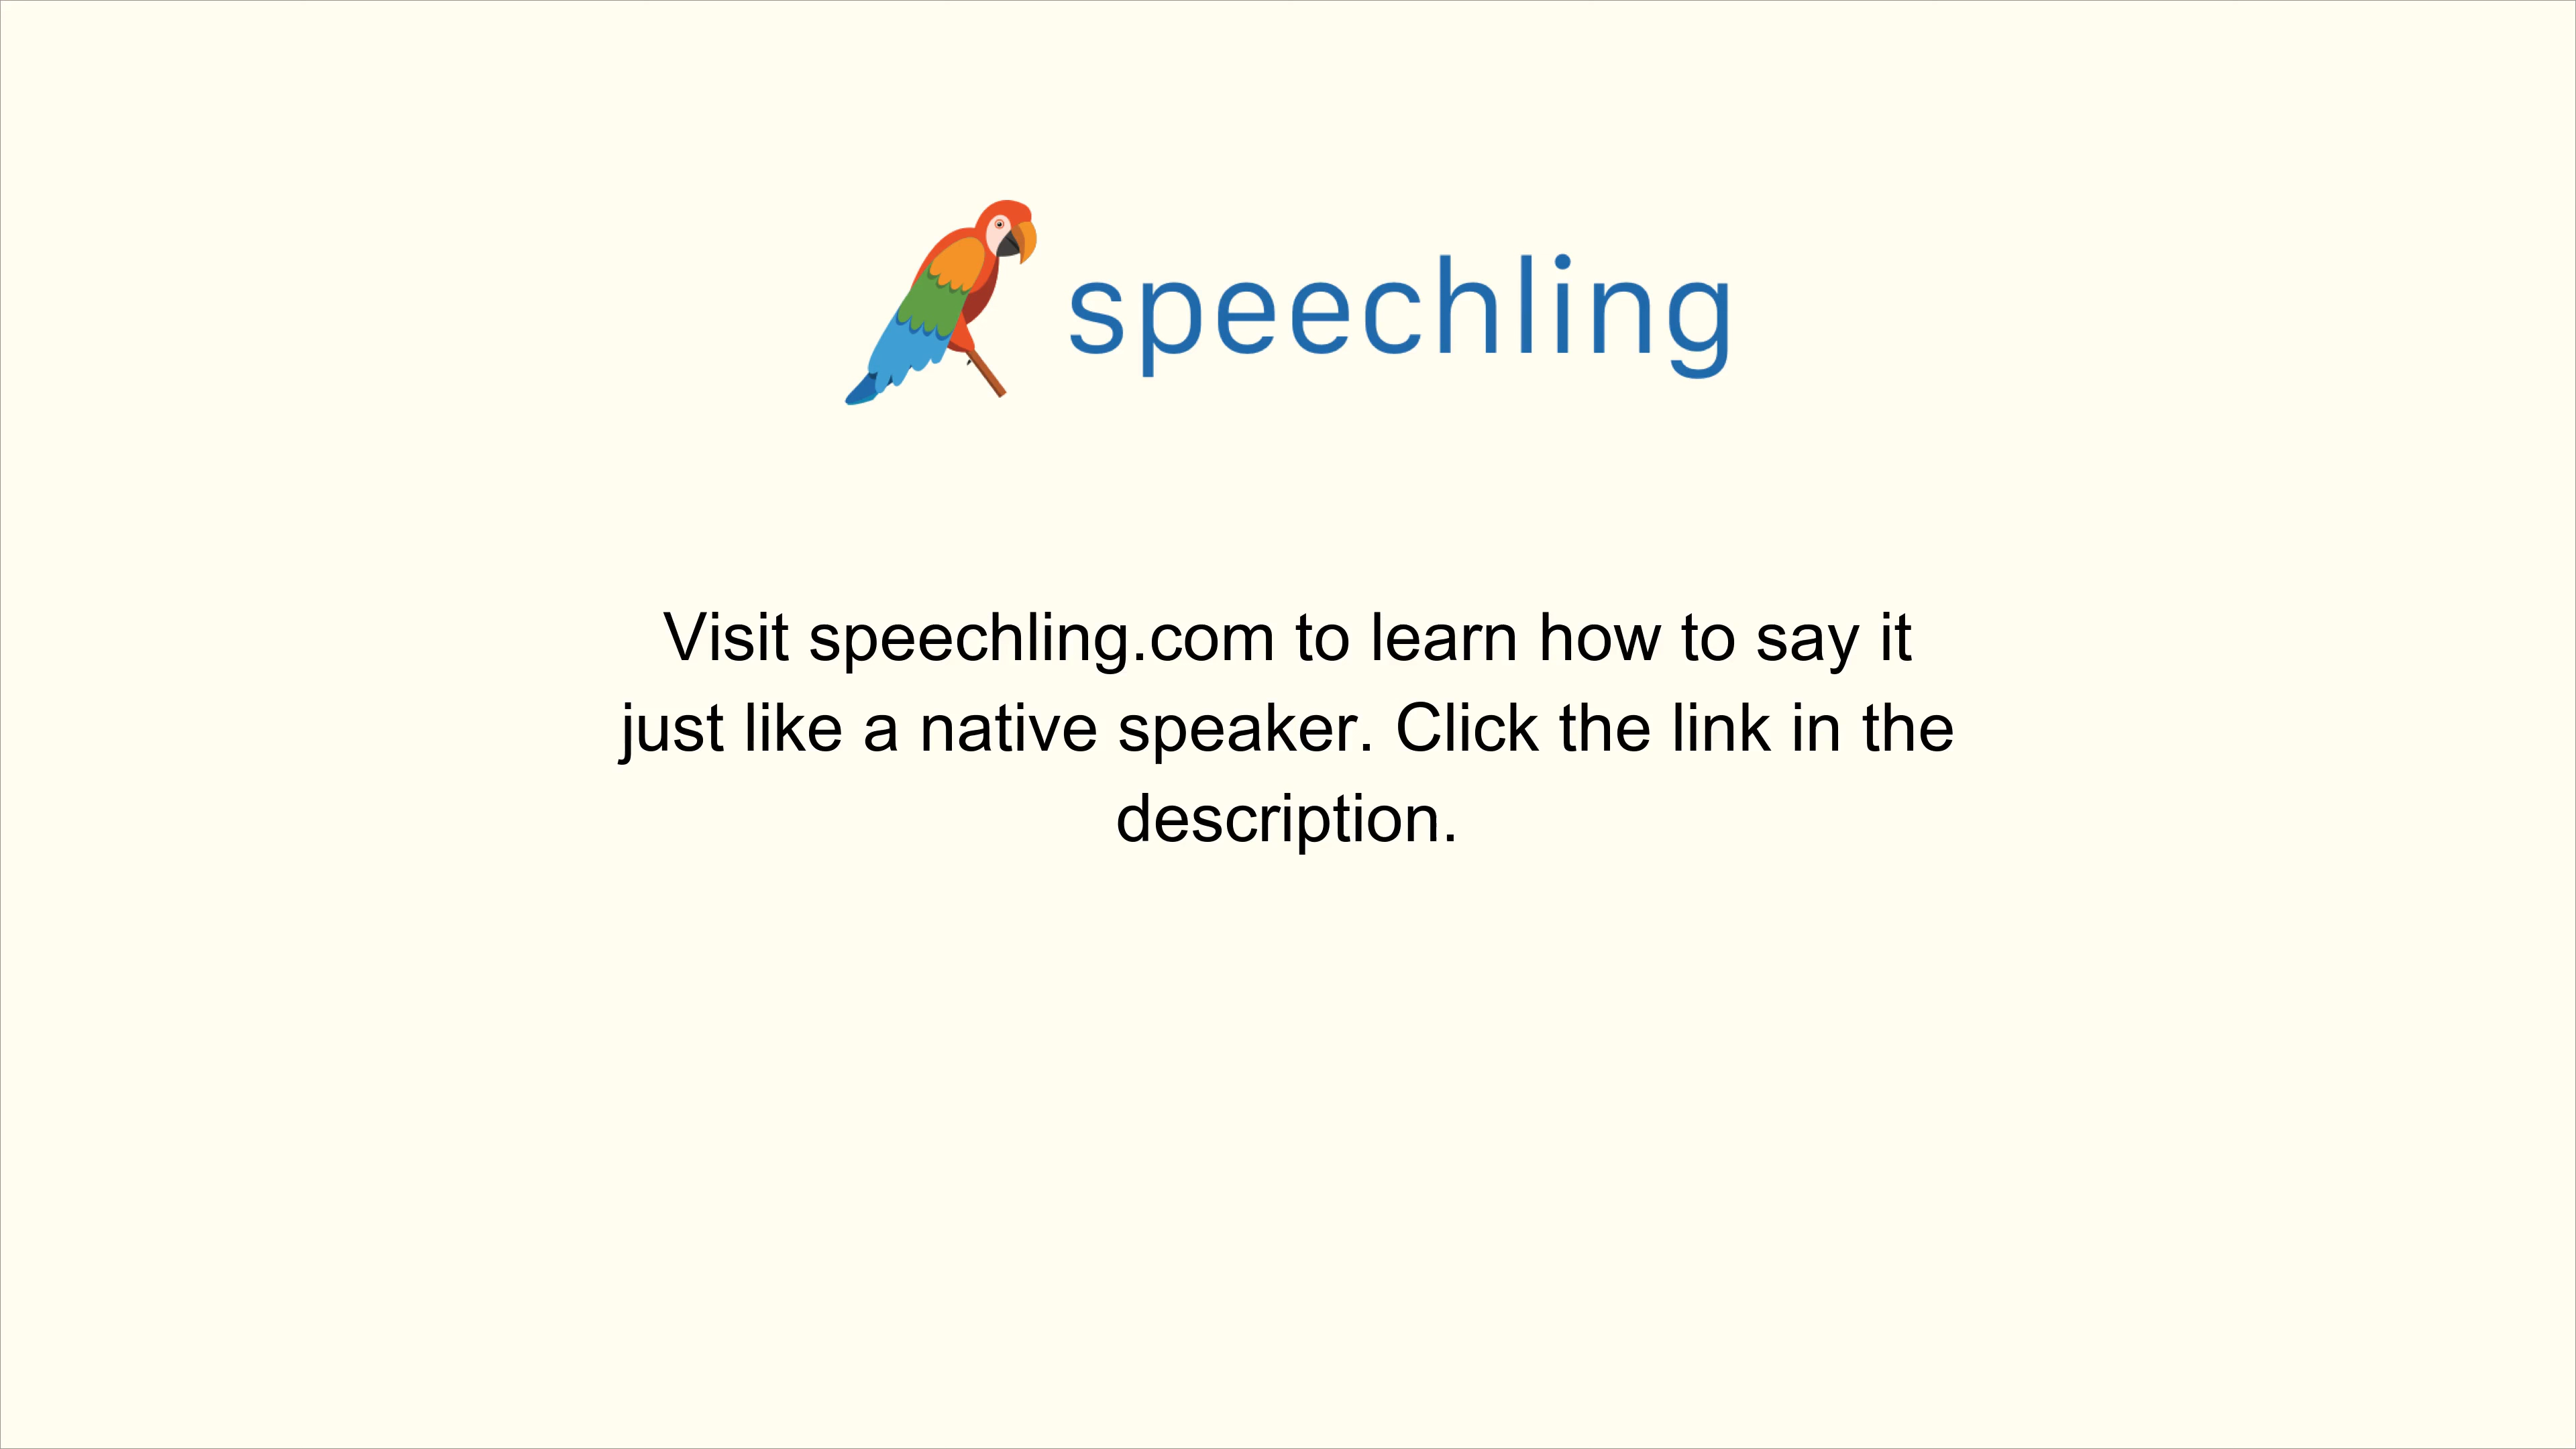 speechling
Visit speechling.com to learn how to say it
just like a native speaker. Click the link in the
description.